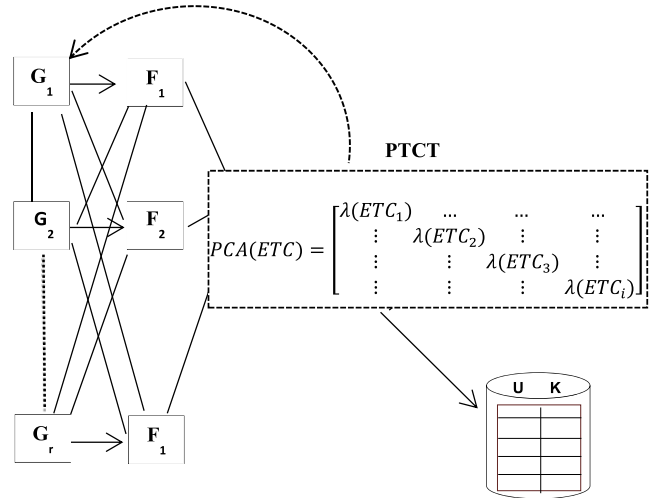 G1
F1
PTCT
G2
F2
PCA(ETC) = [λ(ETC1) ... ... ...
⋮ λ(ETC2) ⋮ ⋮
⋮ ⋮ λ(ETC3) ⋮
⋮ ⋮ ⋮ λ(ETCi)]
U K
Gr
F1